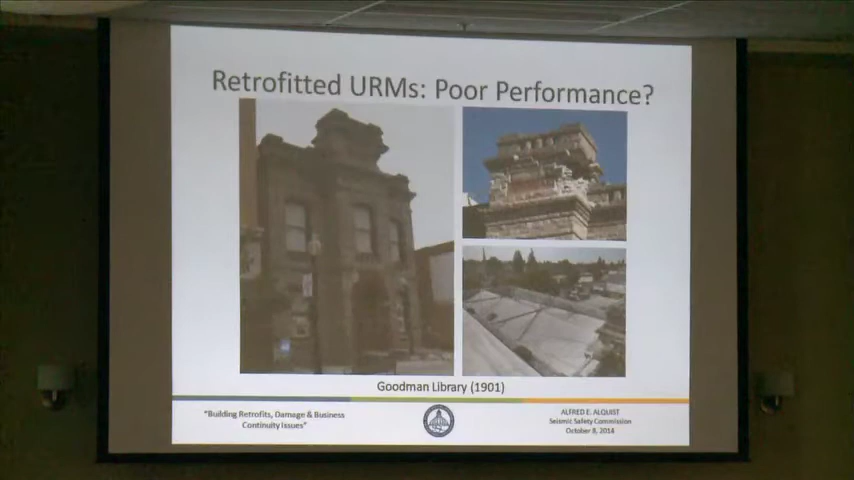 Retrofitted URMs: Poor Performance?
Goodman Library (1901)
"Building Retrofits, Damage & Business
Continuity Issues"
ALFRED E. ALQUIST
Seismic Safety Commission
October 8, 2014